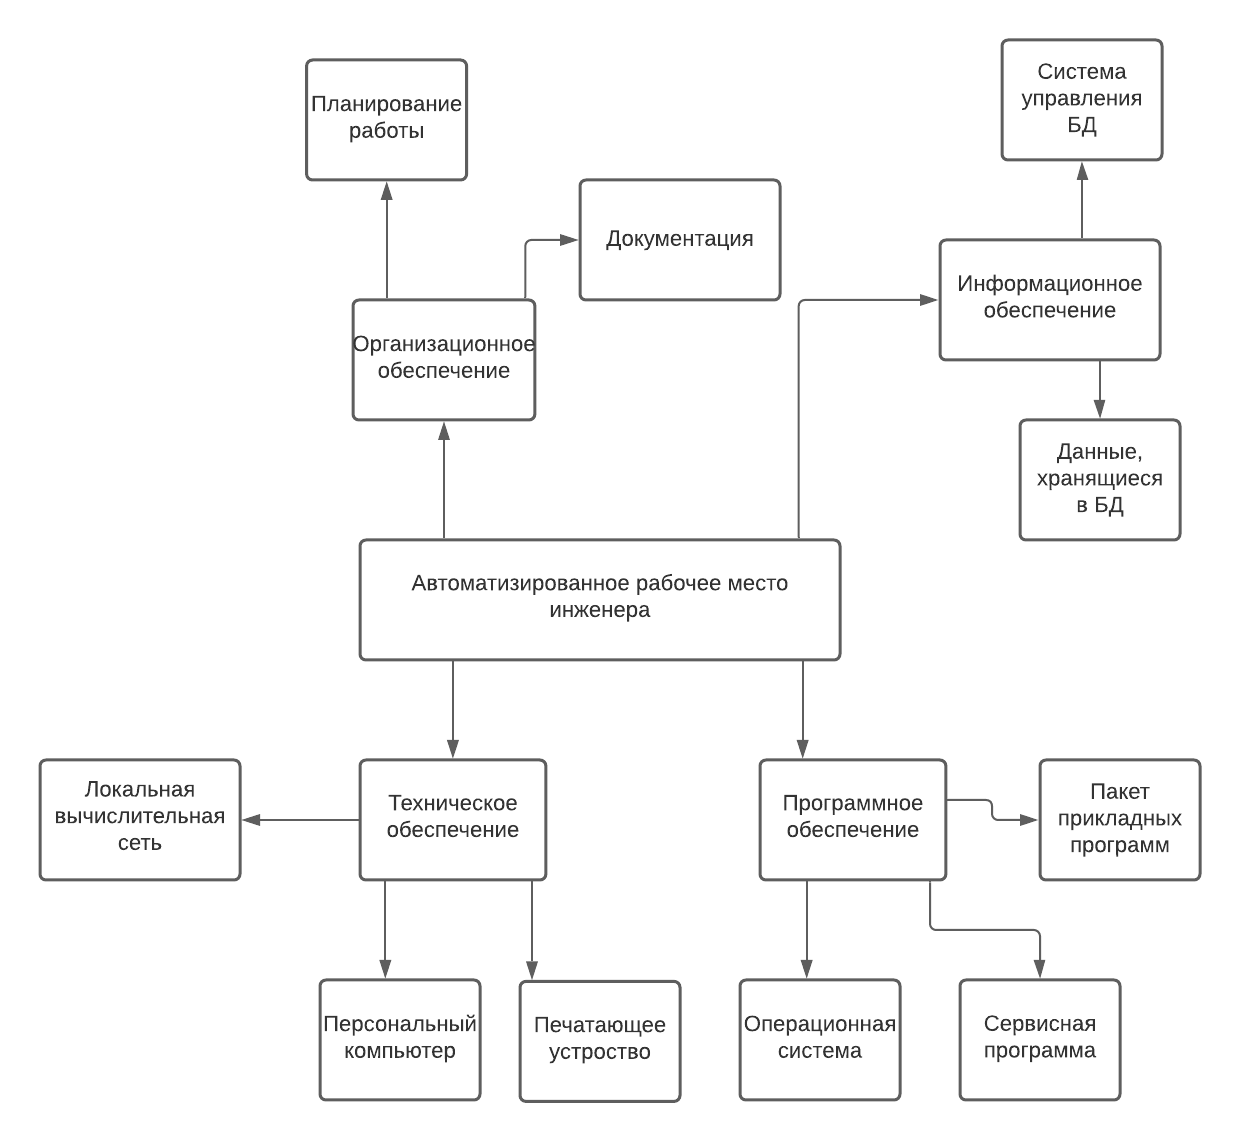 Система
управления
БД
Планирование
работы
Документация
Информационное
обеспечение
Организационное
обеспечение
Данные,
хранящиеся
в БД
Автоматизированное рабочее место
инженера
Локальная
вычислительная
сеть
Техническое
обеспечение
Программное
обеспечение
Пакет
прикладных
программ
Персональный
компьютер
Печатающее
устроство
Операционная
система
Сервисная
программа